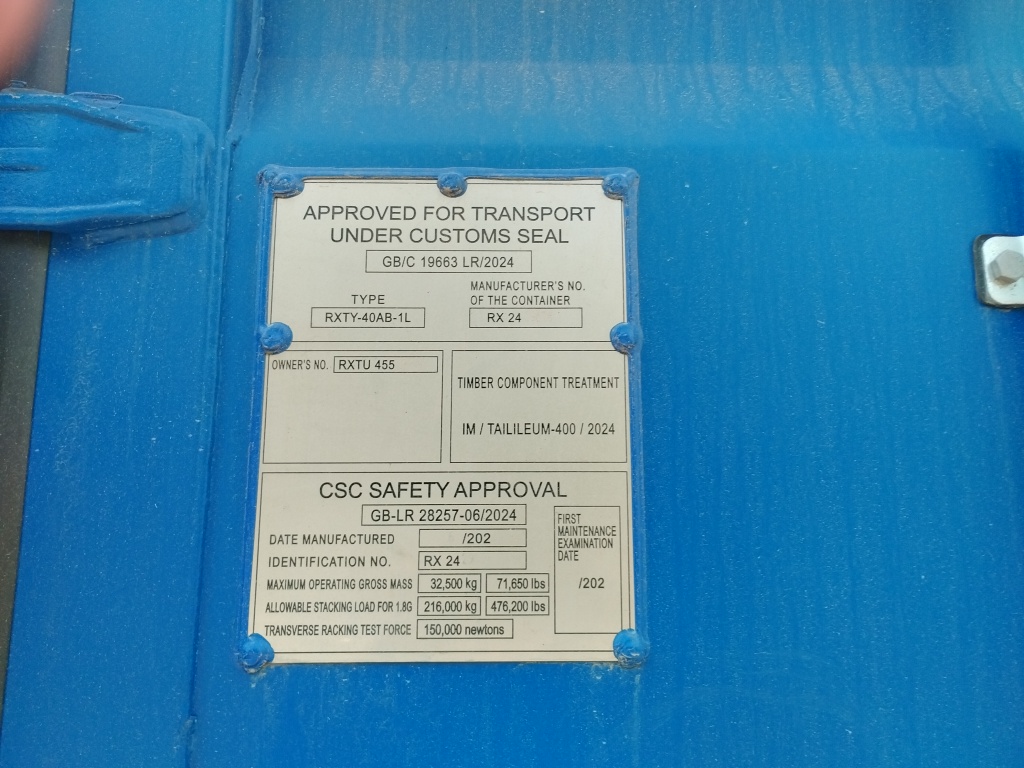 APPROVED FOR TRANSPORT
UNDER CUSTOMS SEAL
GB/C 19663 LR/2024
TYPE
RXTY-40AB-1L
MANUFACTURER'S NO.
OF THE CONTAINER
RX 24
OWNER'S NO. RXTU 455
TIMBER COMPONENT TREATMENT
IM / TAILILEUM-400 / 2024
CSC SAFETY APPROVAL
GB-LR 28257-06/2024
DATE MANUFACTURED /202
IDENTIFICATION NO. RX 24
MAXIMUM OPERATING GROSS MASS 32,500 kg 71,650 lbs
ALLOWABLE STACKING LOAD FOR 1.8G 216,000 kg 476,200 lbs
TRANSVERSE RACKING TEST FORCE 150,000 newtons
FIRST
MAINTENANCE
EXAMINATION
DATE
/202